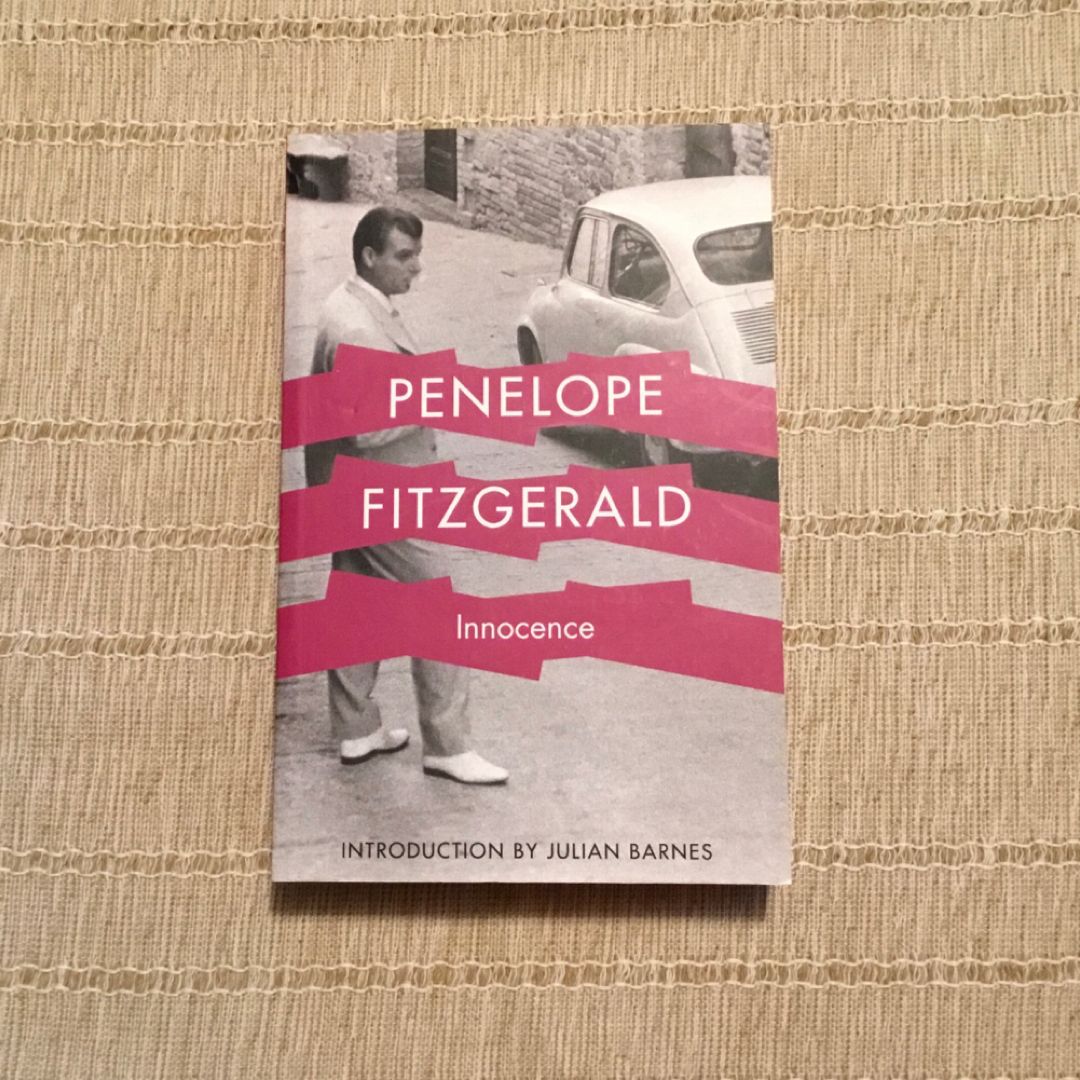 PENELOPE
FITZGERALD
Innocence
INTRODUCTION BY JULIAN BARNES